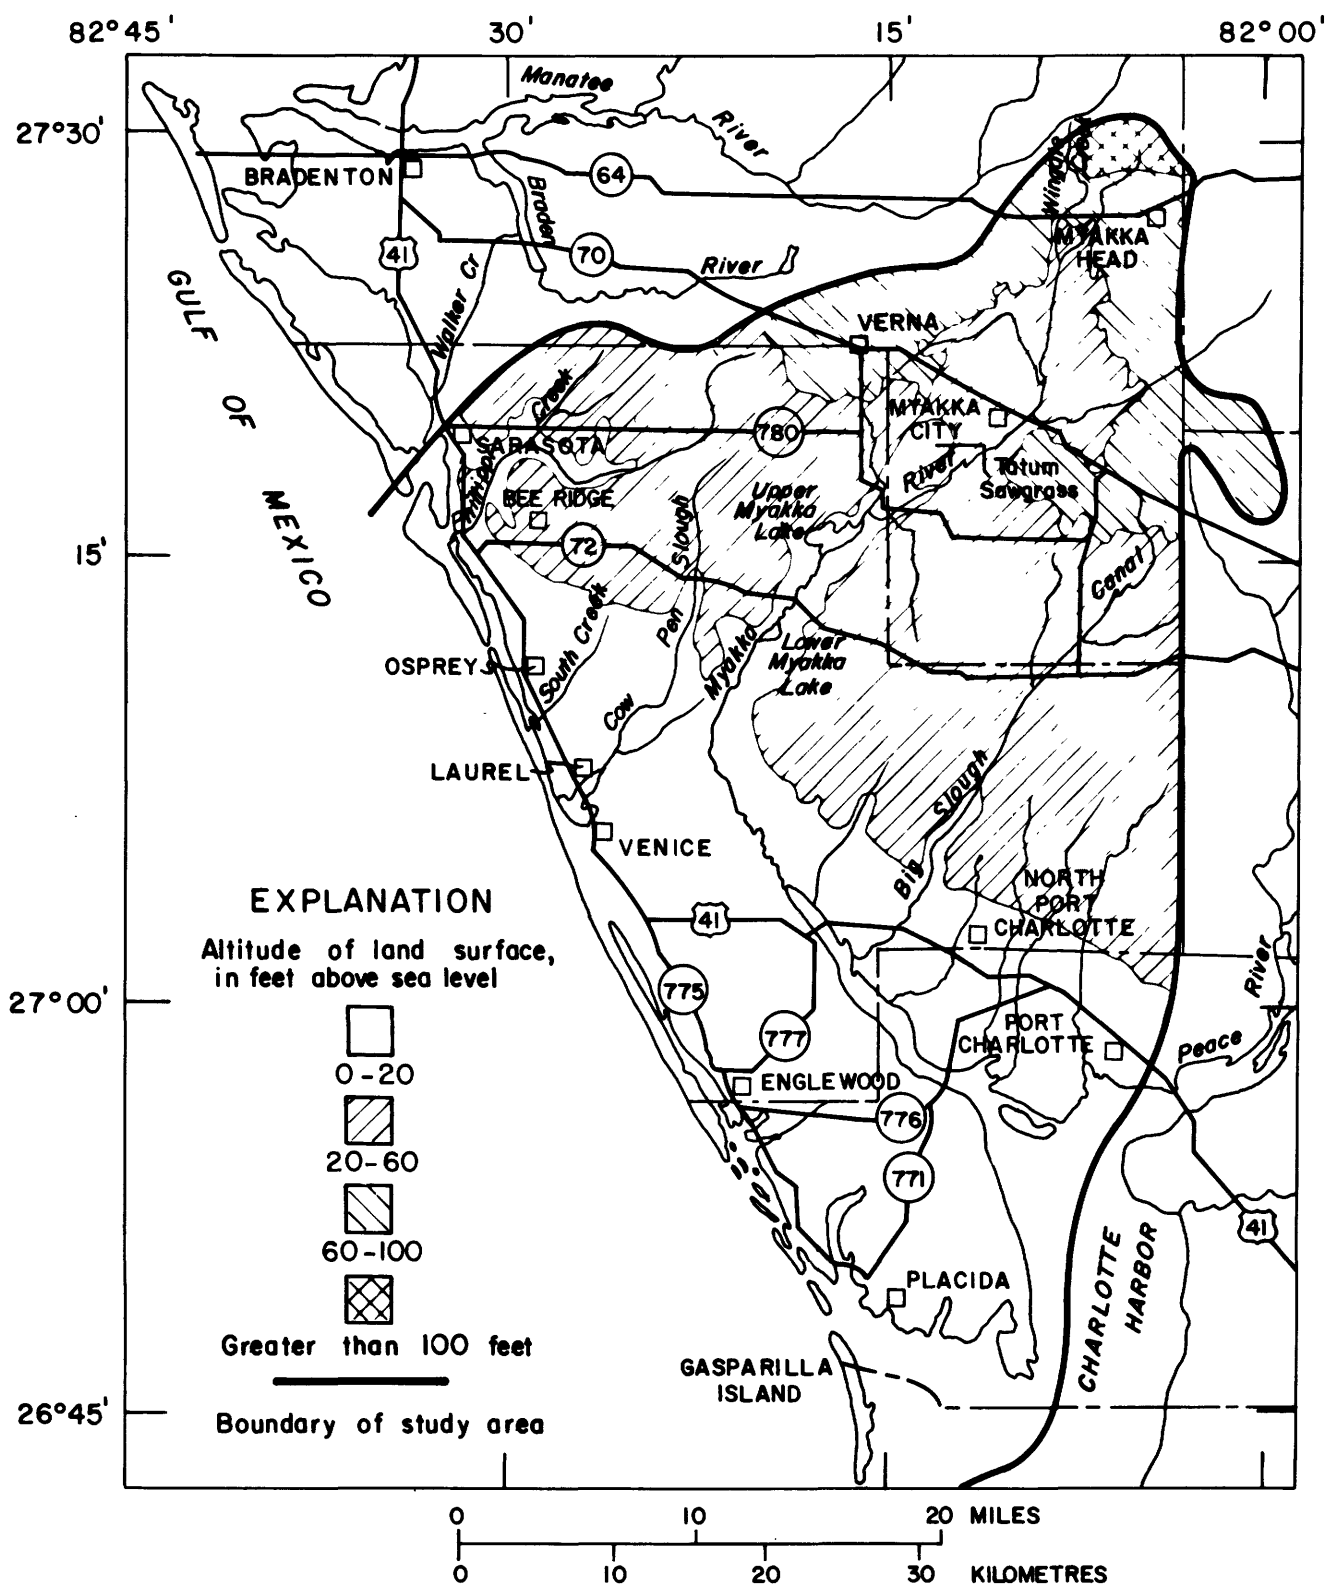 82°45' 30' 15' 82°00'
27°30'
15'
27°00'
26°45'
Manatee
River
BRADENTON
64
Braden
River
41
70
Walker Cr
Wingate
Creek
MYAKKA
HEAD
GULF
OF
MEXICO
VERNA
Creek
780
MYAKKA
CITY
SARASOTA
River
Tatum
Sawgrass
BEE RIDGE
Upper
Myakka
Lake
72
Slough
Pen
Cow
Canal
South Creek
Myakka
Lower
Myakka
Lake
OSPREY
LAUREL
VENICE
Slough
Big
NORTH
PORT
CHARLOTTE
41
775
777
River
Peace
PORT
CHARLOTTE
ENGLEWOOD
776
771
41
PLACIDA
CHARLOTTE
HARBOR
GASPARILLA
ISLAND
EXPLANATION
Altitude of land surface,
in feet above sea level
0-20
20-60
60-100
Greater than 100 feet
Boundary of study area
0 10 20 MILES
0 10 20 30 KILOMETRES